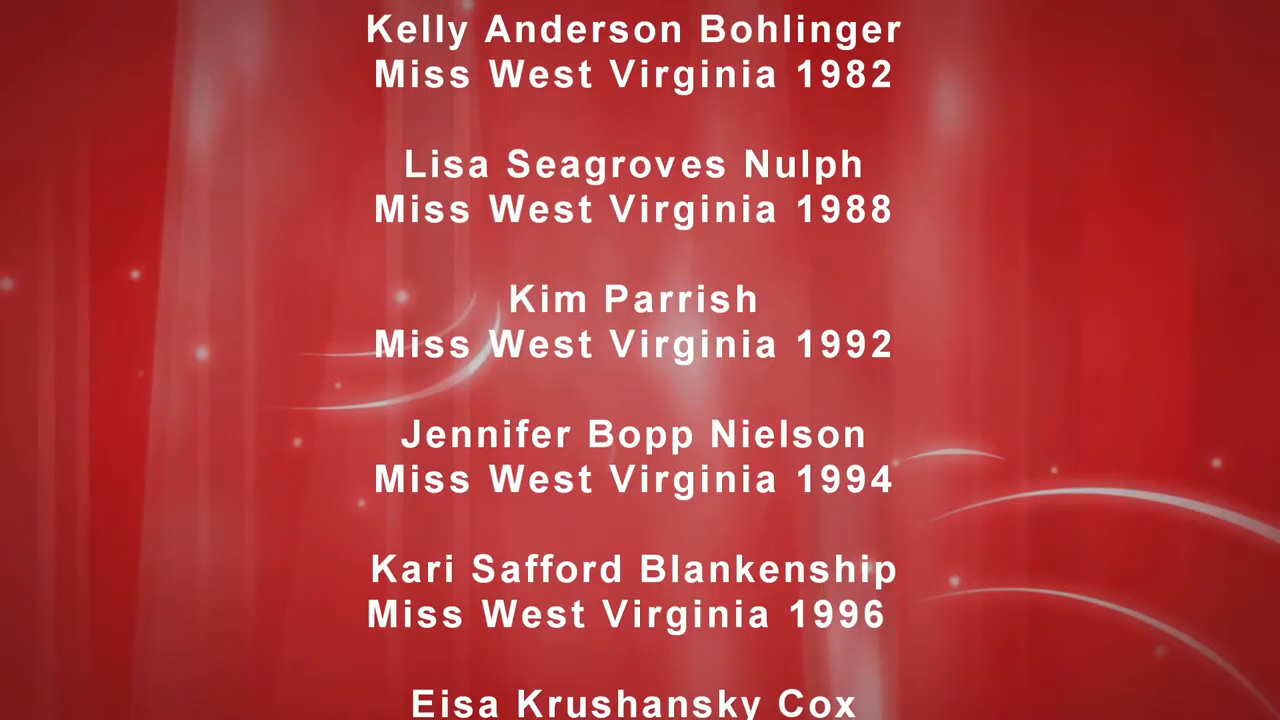 Kelly Anderson Bohlinger
Miss West Virginia 1982
Lisa Seagroves Nulph
Miss West Virginia 1988
Kim Parrish
Miss West Virginia 1992
Jennifer Bopp Nielson
Miss West Virginia 1994
Kari Safford Blankenship
Miss West Virginia 1996
Eisa Krushansky Cox